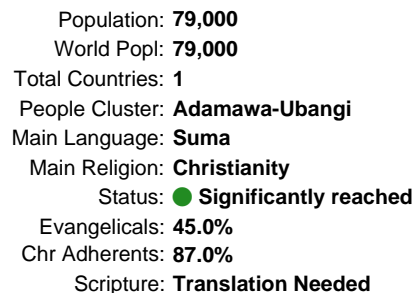 Population: 79,000
World Popl: 79,000
Total Countries: 1
People Cluster: Adamawa-Ubangi
Main Language: Suma
Main Religion: Christianity
Status: Significantly reached
Evangelicals: 45.0%
Chr Adherents: 87.0%
Scripture: Translation Needed